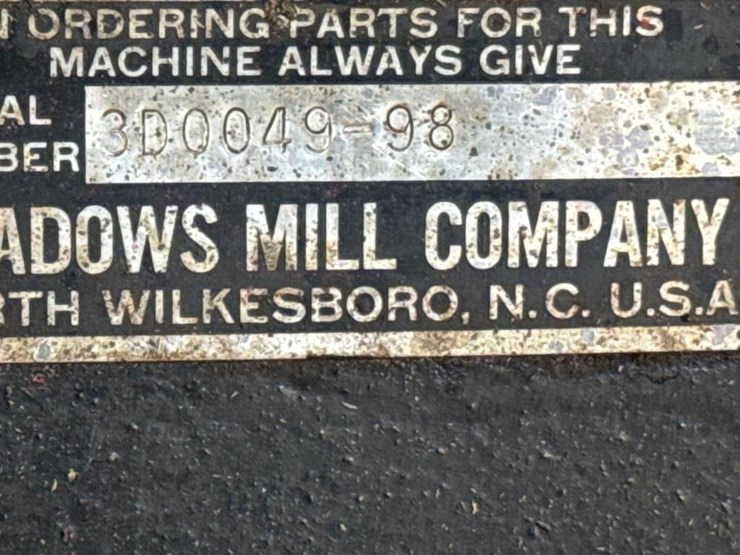 N ORDERING PARTS FOR THIS
MACHINE ALWAYS GIVE
AL 3D0049-98
BER
ADOWS MILL COMPANY
RTH WILKESBORO, N.C. U.S.A